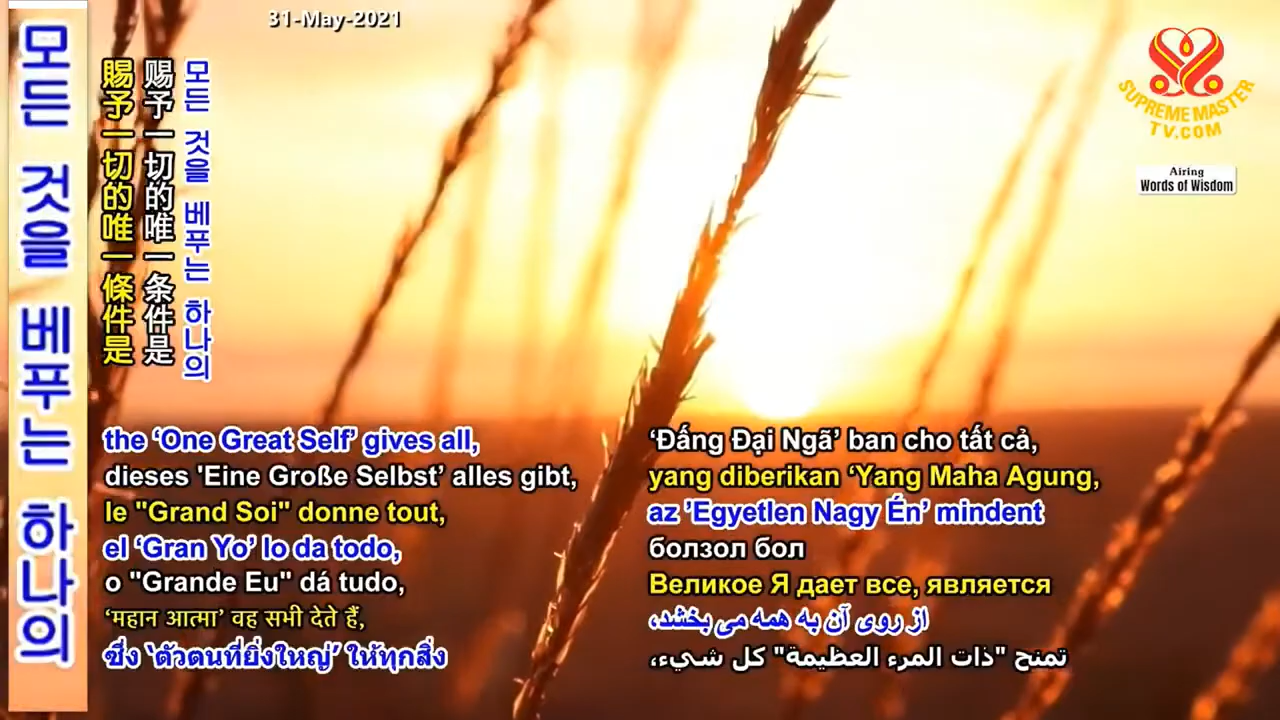 31-May-2021
모든 것을 베푸는 하나의
賜予一切的唯一條件是
赐予一切的唯一条件是
모든 것을 베푸는 하나의
SUPREME MASTER
TV.COM
Airing
Words of Wisdom
the ‘One Great Self’ gives all,
dieses 'Eine Große Selbst’ alles gibt,
le "Grand Soi" donne tout,
el ‘Gran Yo’ lo da todo,
o "Grande Eu" dá tudo,
‘महान आत्मा’ वह सभी देते हैं,
ซึ่ง ‘ตัวตนที่ยิ่งใหญ่’ ให้ทุกสิ่ง
‘Đấng Đại Ngã’ ban cho tất cả,
yang diberikan ‘Yang Maha Agung,
az ’Egyetlen Nagy Én’ mindent
болзол бол
Великое Я дает все, является
از روی آن به همه می بخشد،
تمنح "ذات المرء العظيمة" كل شيء،